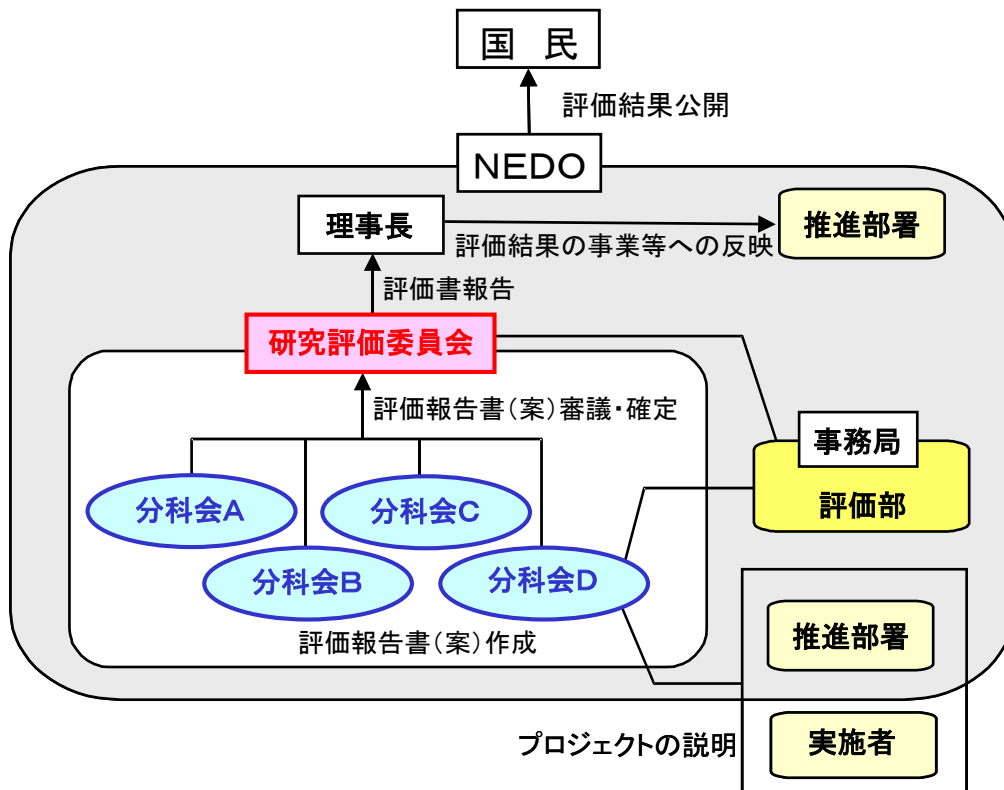 国　民
評価結果公開
NEDO
理事長
推進部署
評価結果の事業等への反映
評価書報告
研究評価委員会
評価報告書（案）審議・確定
事務局
評価部
分科会A
分科会C
分科会B
分科会D
推進部署
評価報告書（案）作成
プロジェクトの説明
実施者